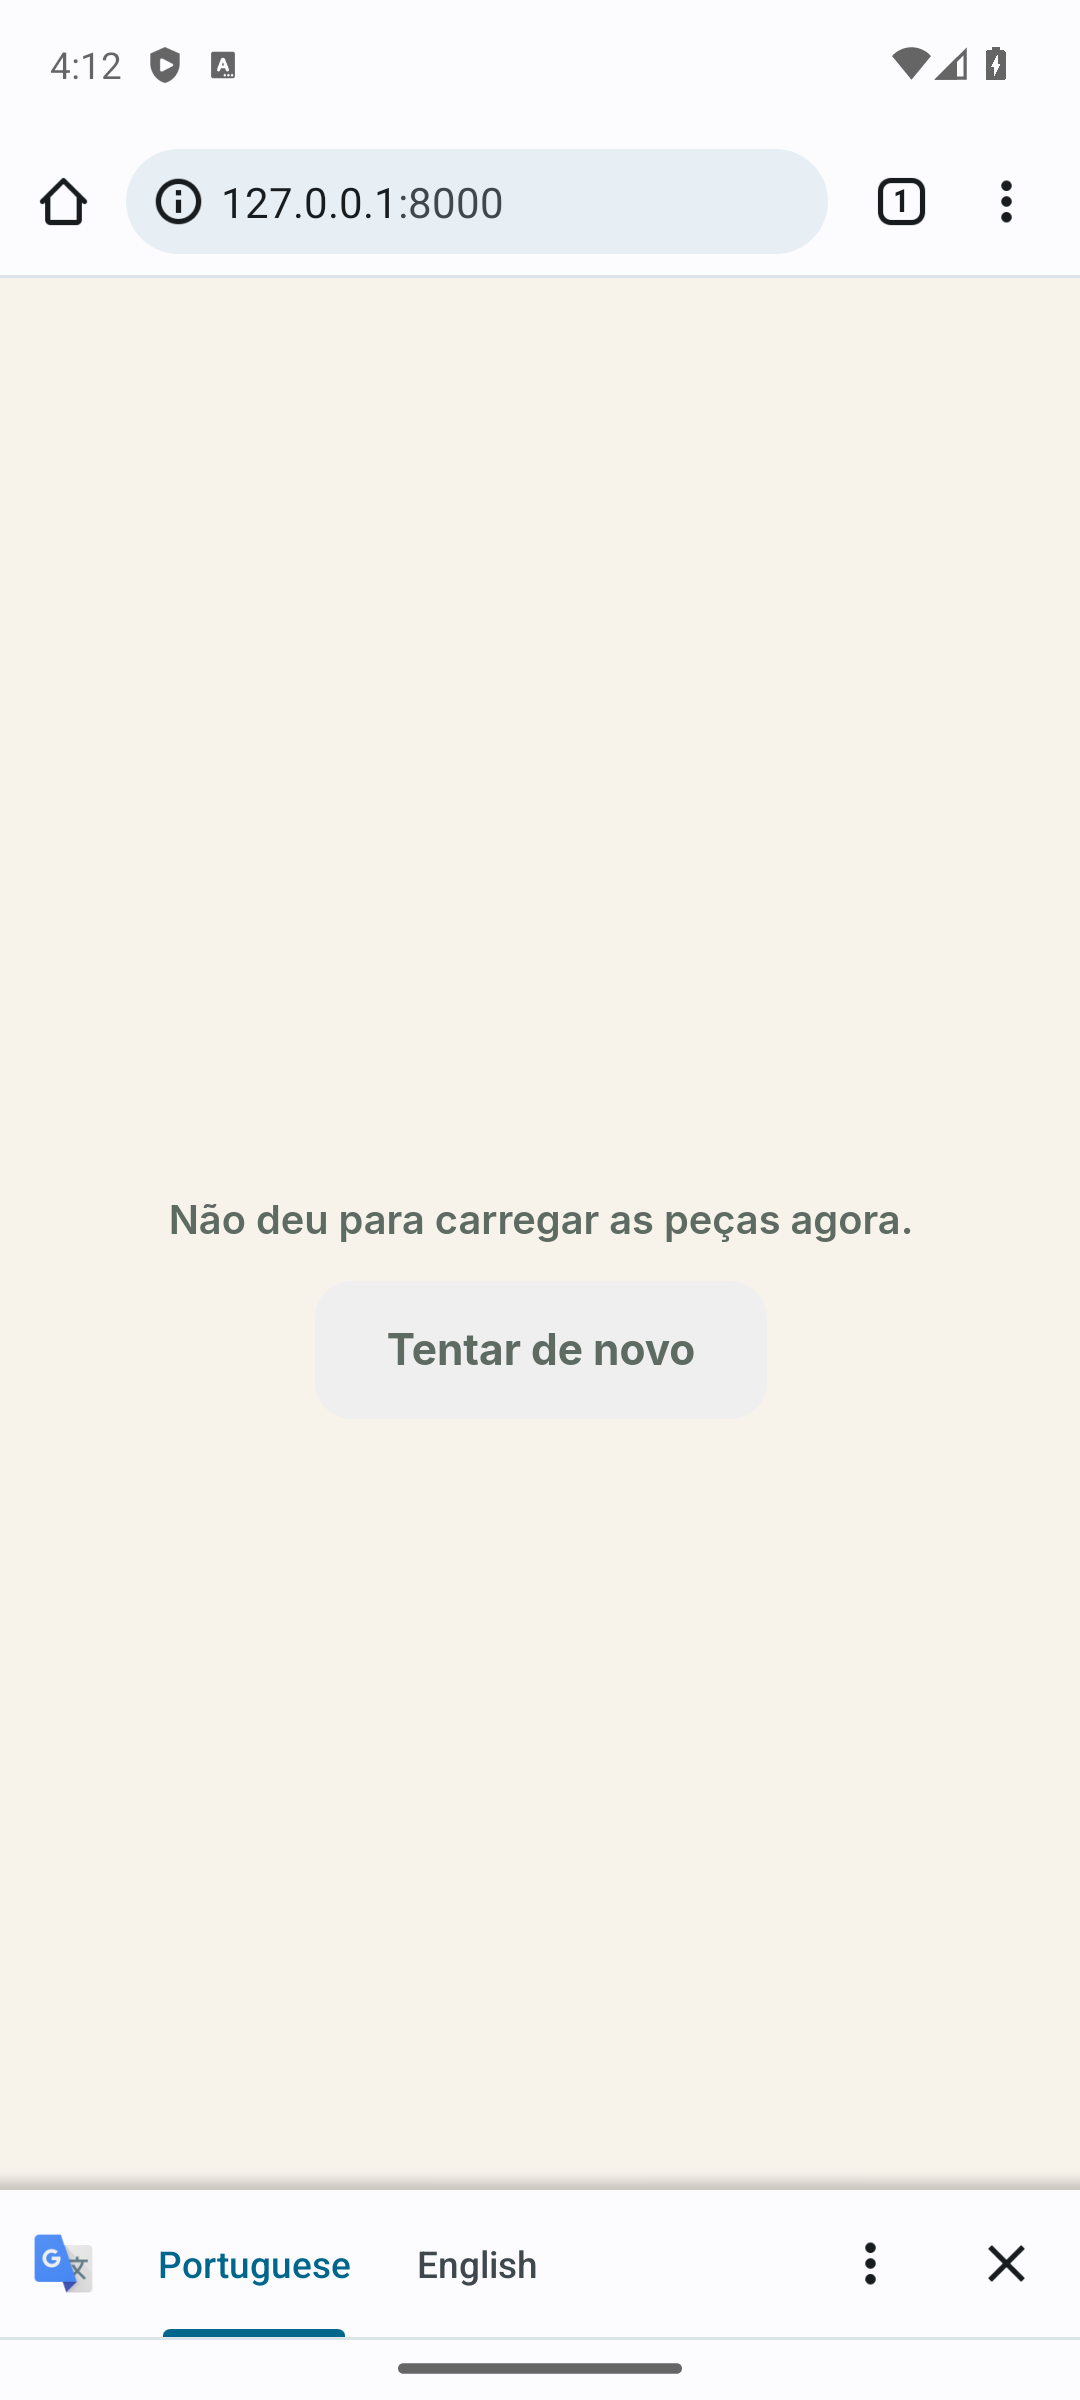 4:12
127.0.0.1:8000
1
Não deu para carregar as peças agora.
Tentar de novo
Portuguese
English